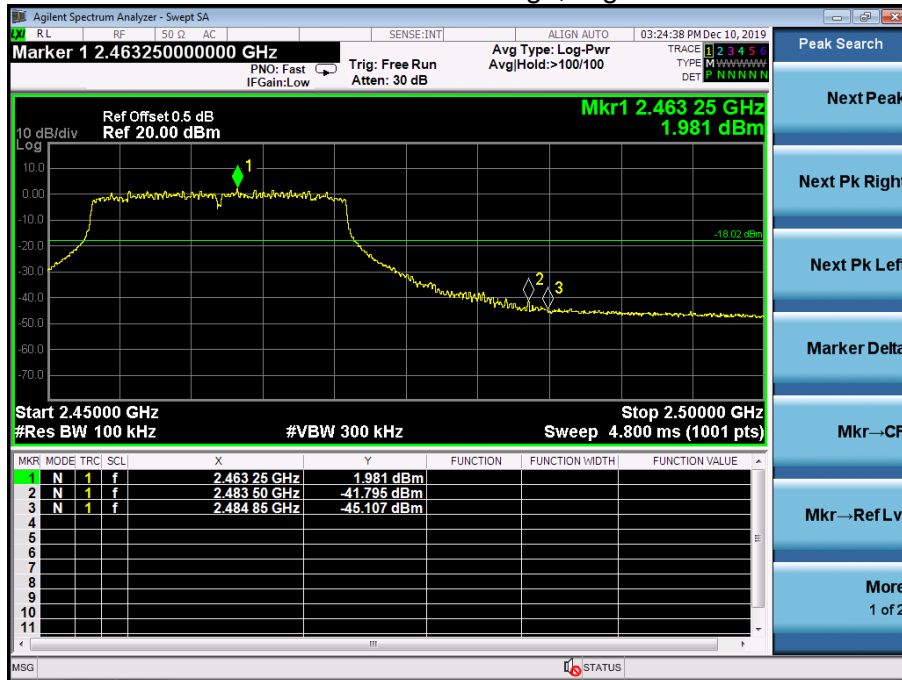 Agilent Spectrum Analyzer - Swept SA
LXI RL RF 50 Ω AC SENSE:INT ALIGN AUTO 03:24:38 PM Dec 10, 2019
Marker 1 2.463250000000 GHz
PNO: Fast
IFGain:Low
Trig: Free Run
Atten: 30 dB
Avg Type: Log-Pwr
Avg|Hold:>100/100
TRACE 1 2 3 4 5 6
TYPE M WWWWW
DET P N N N N N
Peak Search
Mkr1 2.463 25 GHz
1.981 dBm
Ref Offset 0.5 dB
10 dB/div Ref 20.00 dBm
Log
10.0
0.00
-10.0
-20.0
-30.0
-40.0
-50.0
-60.0
-70.0
1
2
3
-18.02 dBm
Start 2.45000 GHz Stop 2.50000 GHz
#Res BW 100 kHz #VBW 300 kHz Sweep 4.800 ms (1001 pts)
MKR MODE TRC SCL X Y FUNCTION FUNCTION WIDTH FUNCTION VALUE
1 N 1 f 2.463 25 GHz 1.981 dBm
2 N 1 f 2.483 50 GHz -41.795 dBm
3 N 1 f 2.484 85 GHz -45.107 dBm
4
5
6
7
8
9
10
11
MSG STATUS
Next Peak
Next Pk Right
Next Pk Left
Marker Delta
Mkr→CF
Mkr→Ref Lv
More
1 of 2